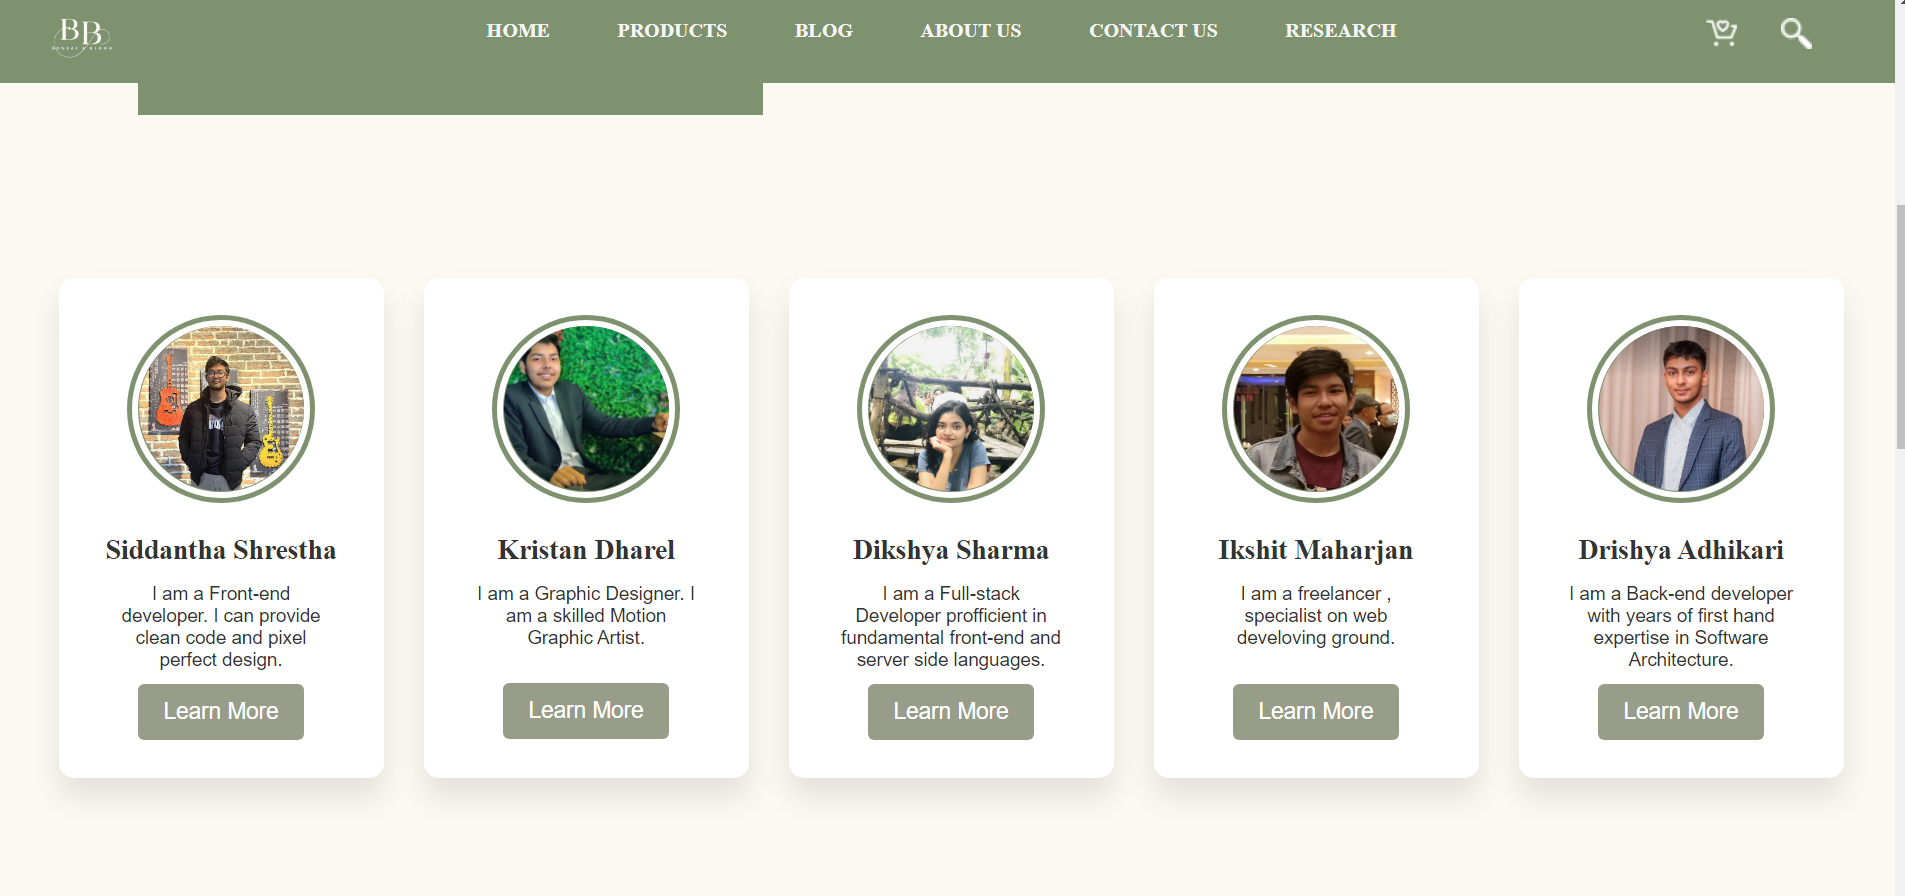 BB
BONSAI & BLOOM
HOME PRODUCTS BLOG ABOUT US CONTACT US RESEARCH
Siddantha Shrestha
I am a Front-end
developer. I can provide
clean code and pixel
perfect design.
Learn More
Kristan Dharel
I am a Graphic Designer. I
am a skilled Motion
Graphic Artist.
Learn More
Dikshya Sharma
I am a Full-stack
Developer profficient in
fundamental front-end and
server side languages.
Learn More
Ikshit Maharjan
I am a freelancer ,
specialist on web
develoving ground.
Learn More
Drishya Adhikari
I am a Back-end developer
with years of first hand
expertise in Software
Architecture.
Learn More